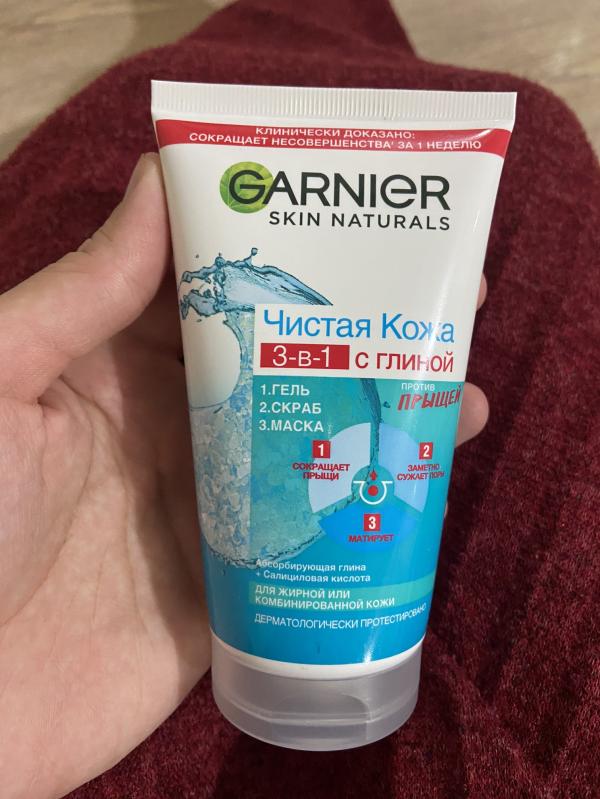 КЛИНИЧЕСКИ ДОКАЗАНО:
СОКРАЩАЕТ НЕСОВЕРШЕНСТВА¹ ЗА 1 НЕДЕЛЮ
GARNIER
SKIN NATURALS
Чистая Кожа
3-в-1 С ГЛИНОЙ
ПРОТИВ
ПРЫЩЕЙ
1.ГЕЛЬ
2.СКРАБ
3.МАСКА
1
СОКРАЩАЕТ
ПРЫЩИ
2
ЗАМЕТНО
СУЖАЕТ ПОРЫ
3
МАТИРУЕТ
Абсорбирующая глина
+ Салициловая кислота
ДЛЯ ЖИРНОЙ ИЛИ
КОМБИНИРОВАННОЙ КОЖИ
ДЕРМАТОЛОГИЧЕСКИ ПРОТЕСТИРОВАНО